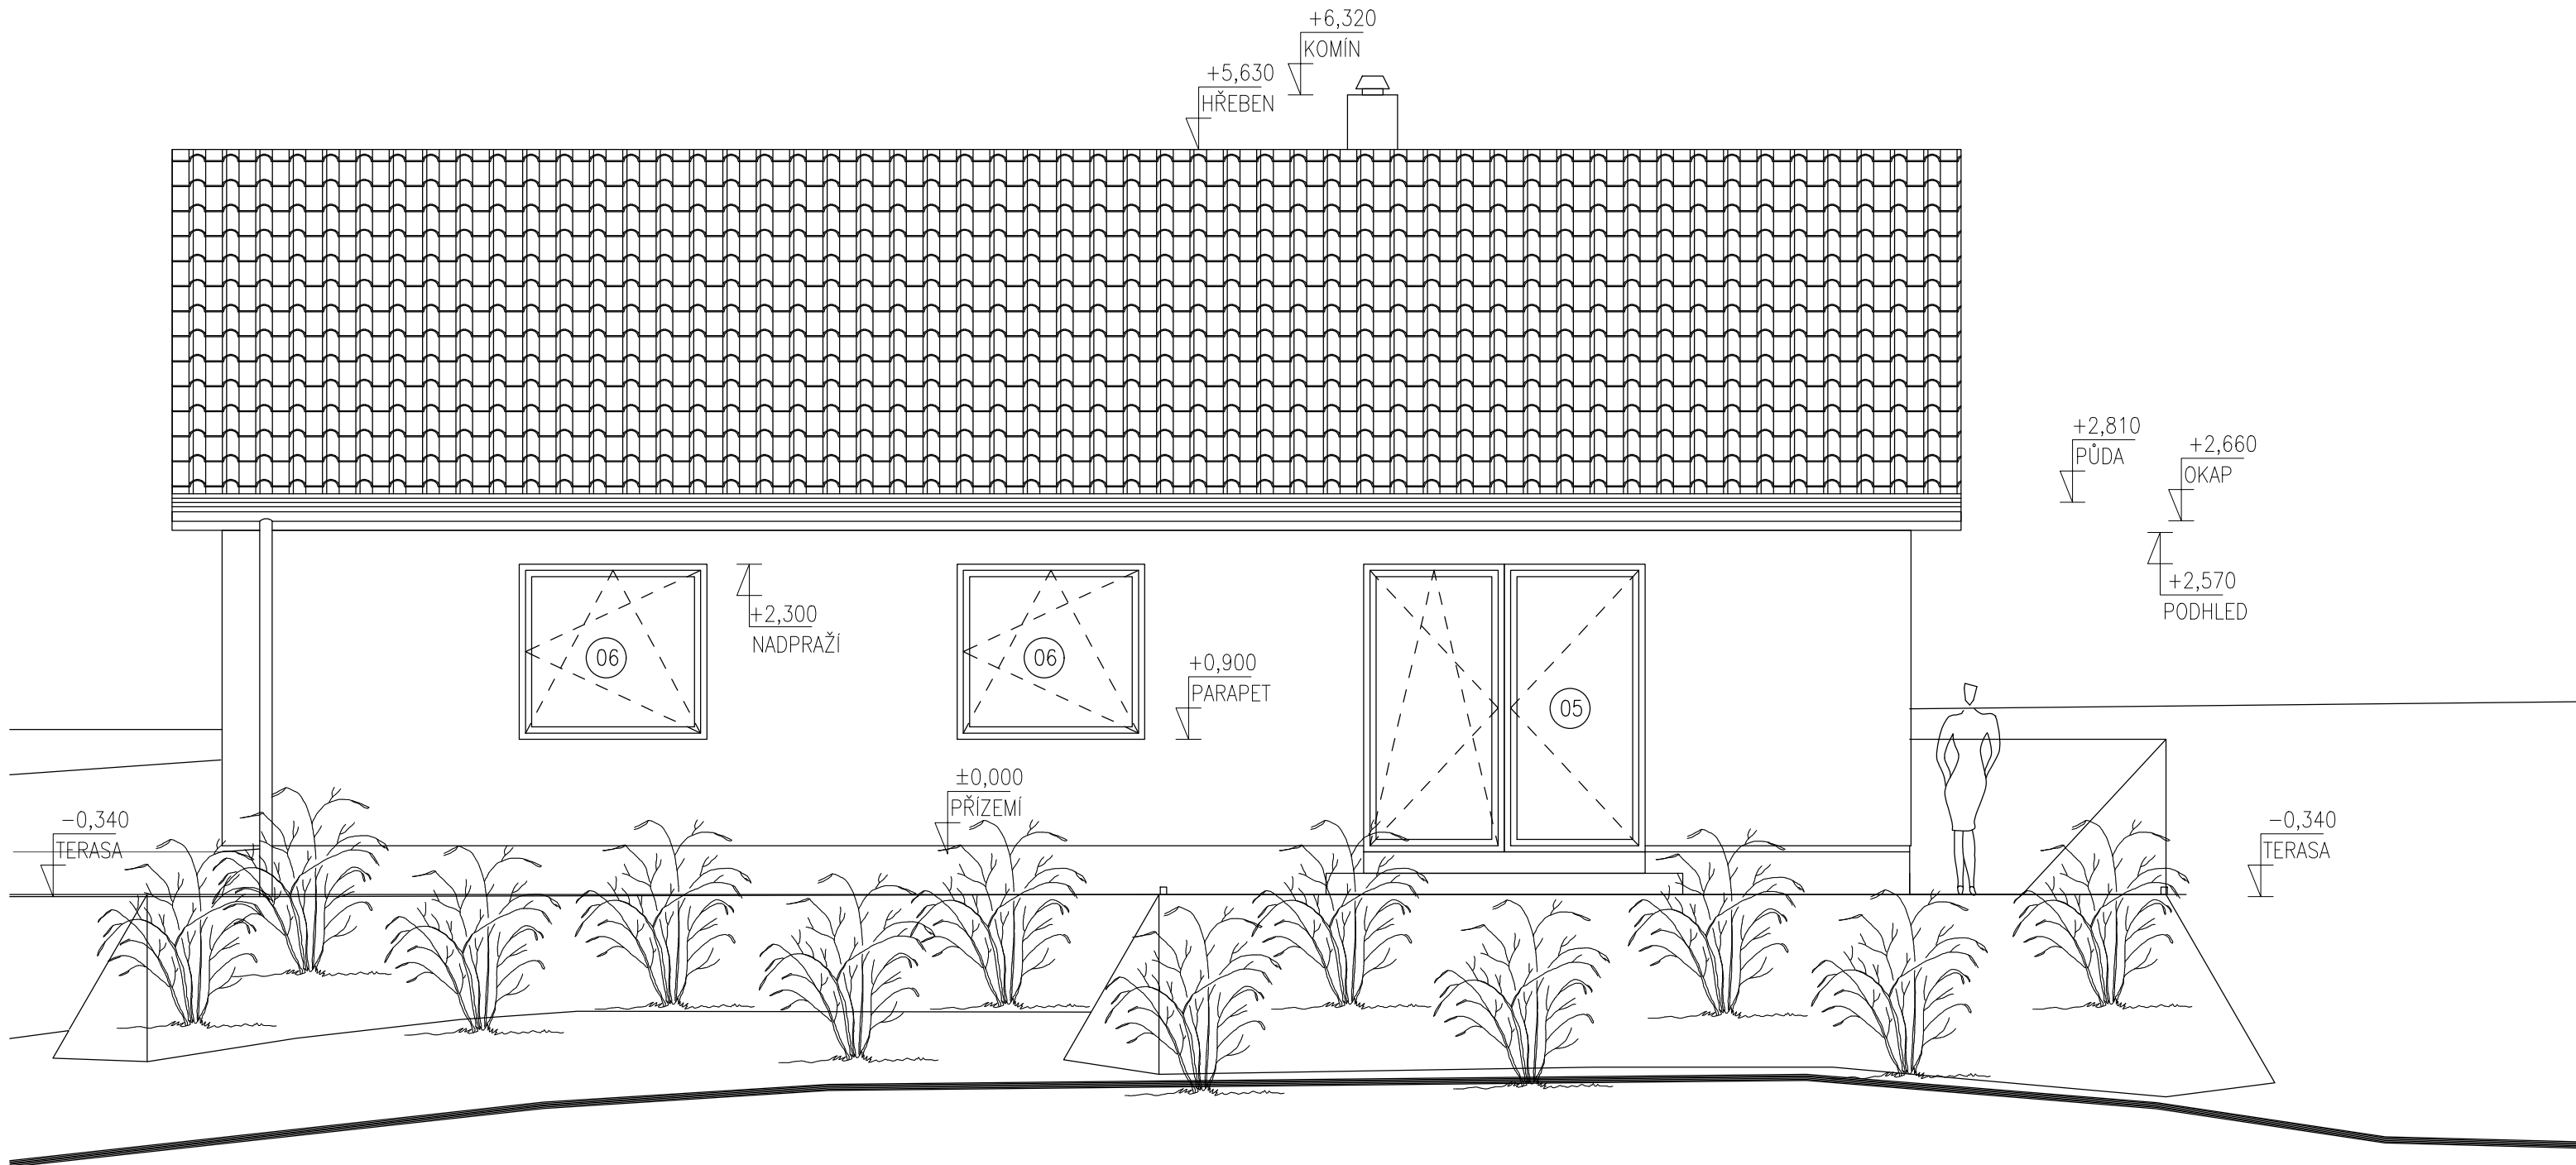 +6,320
KOMÍN
+5,630
HŘEBEN
+2,810
PŮDA
+2,660
OKAP
+2,570
PODHLED
+2,300
NADPRAŽÍ
06
06
+0,900
PARAPET
05
±0,000
PŘÍZEMÍ
−0,340
TERASA
−0,340
TERASA